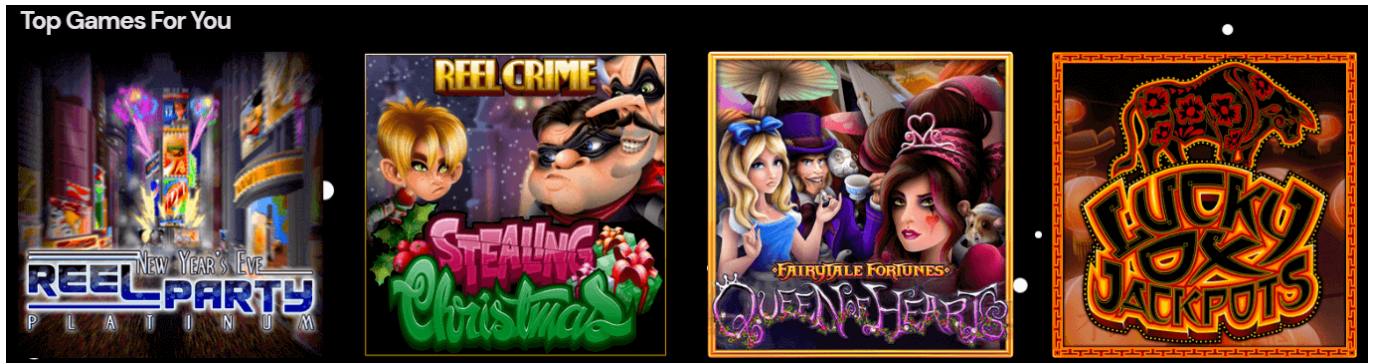 Top Games For You
NEW YEAR'S EVE
REEL PARTY
PLATINUM
REEL CRIME
STEALING
Christmas
FAIRYTALE FORTUNES
QUEEN OF HEARTS
LUCKY
OX
JACKPOTS